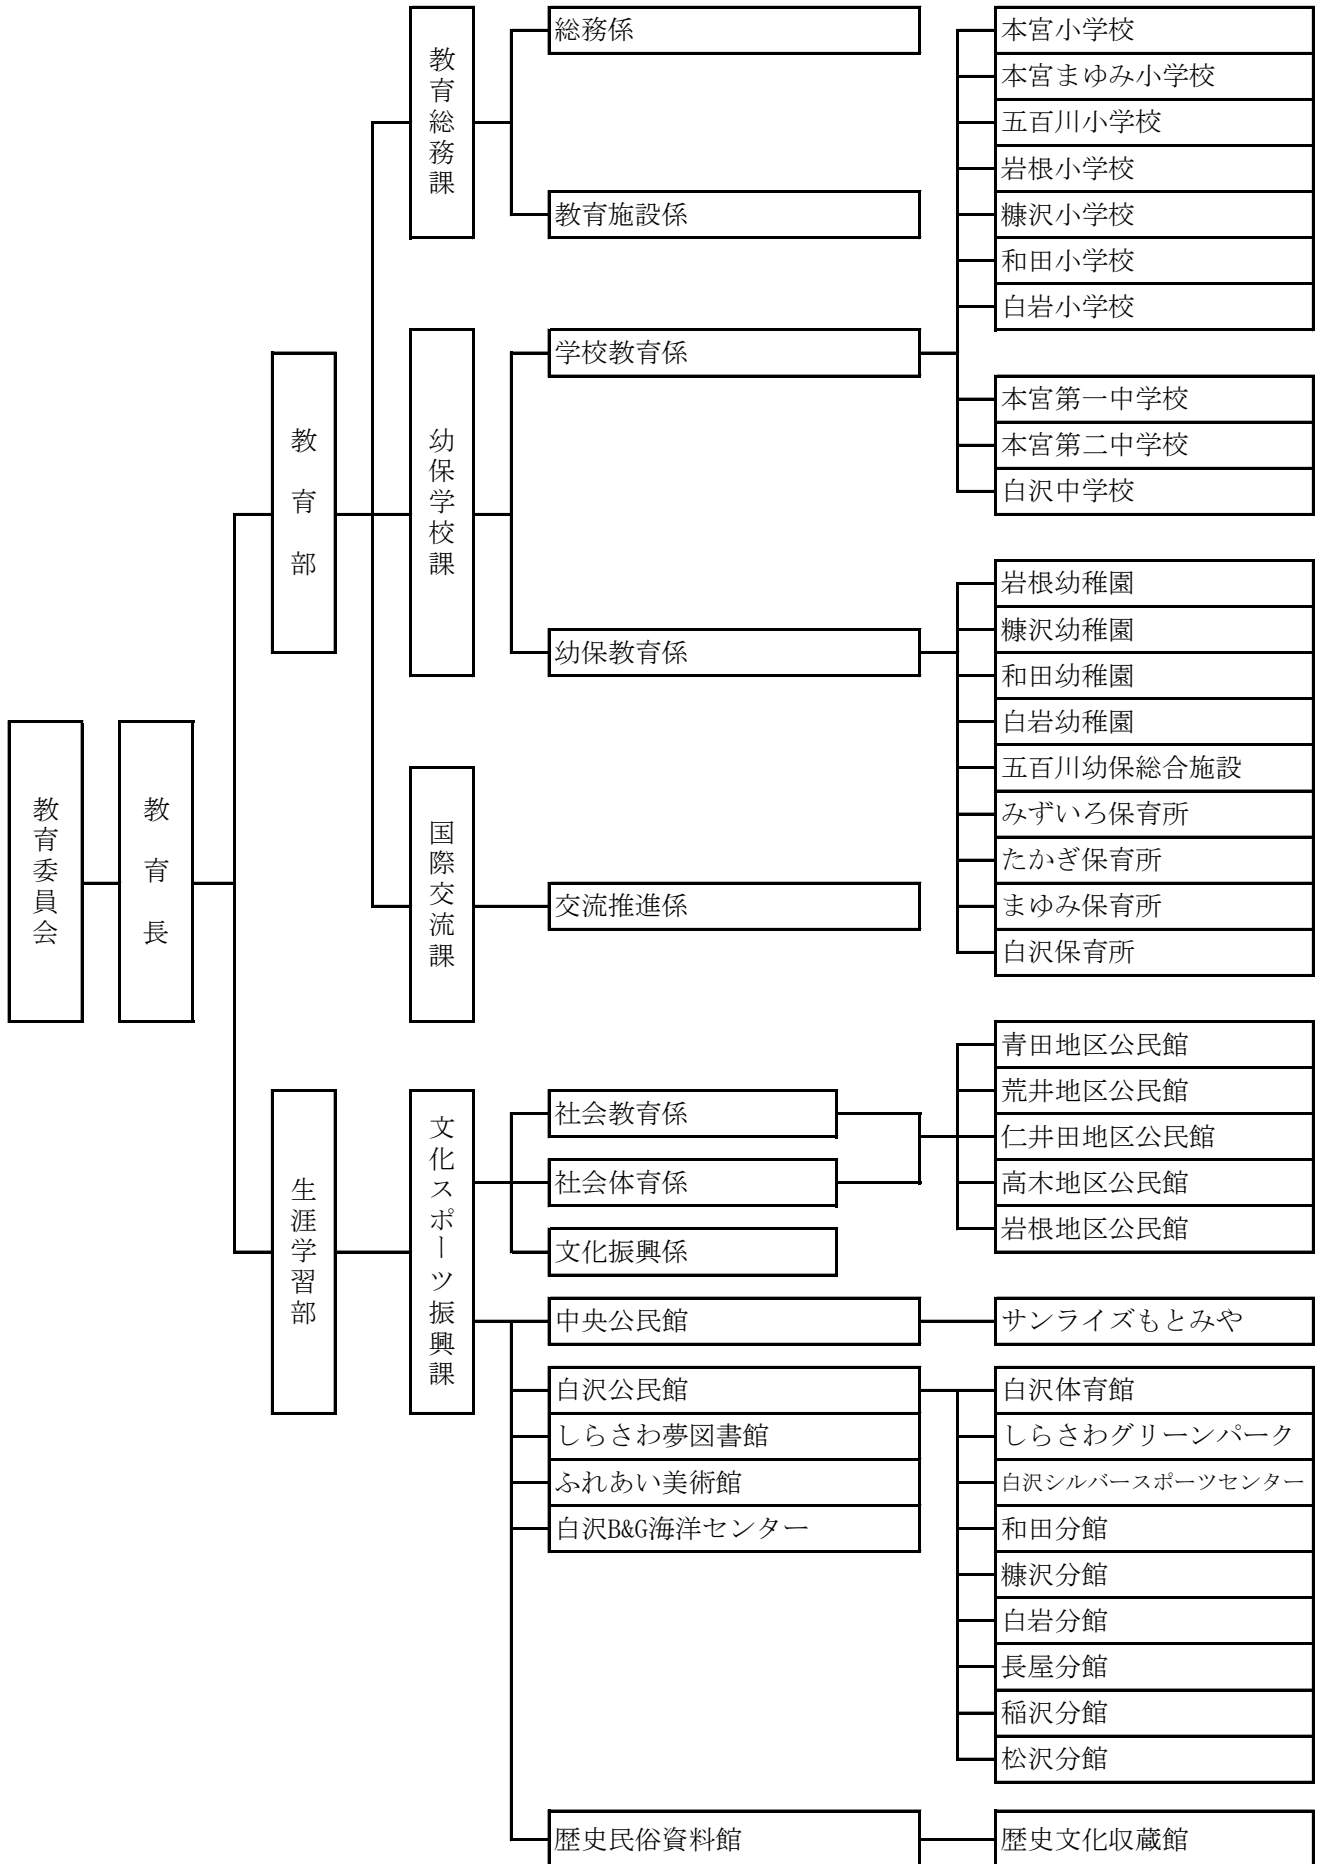 教育委員会
教育長
教育部
教育総務課
総務係
教育施設係
幼保学校課
学校教育係
本宮小学校
本宮まゆみ小学校
五百川小学校
岩根小学校
糠沢小学校
和田小学校
白岩小学校
本宮第一中学校
本宮第二中学校
白沢中学校
幼保教育係
岩根幼稚園
糠沢幼稚園
和田幼稚園
白岩幼稚園
五百川幼保総合施設
みずいろ保育所
たかぎ保育所
まゆみ保育所
白沢保育所
国際交流課
交流推進係
生涯学習部
文化スポーツ振興課
社会教育係
社会体育係
文化振興係
青田地区公民館
荒井地区公民館
仁井田地区公民館
高木地区公民館
岩根地区公民館
中央公民館
サンライズもとみや
白沢公民館
しらさわ夢図書館
ふれあい美術館
白沢B&G海洋センター
白沢体育館
しらさわグリーンパーク
白沢シルバースポーツセンター
和田分館
糠沢分館
白岩分館
長屋分館
稲沢分館
松沢分館
歴史民俗資料館
歴史文化収蔵館